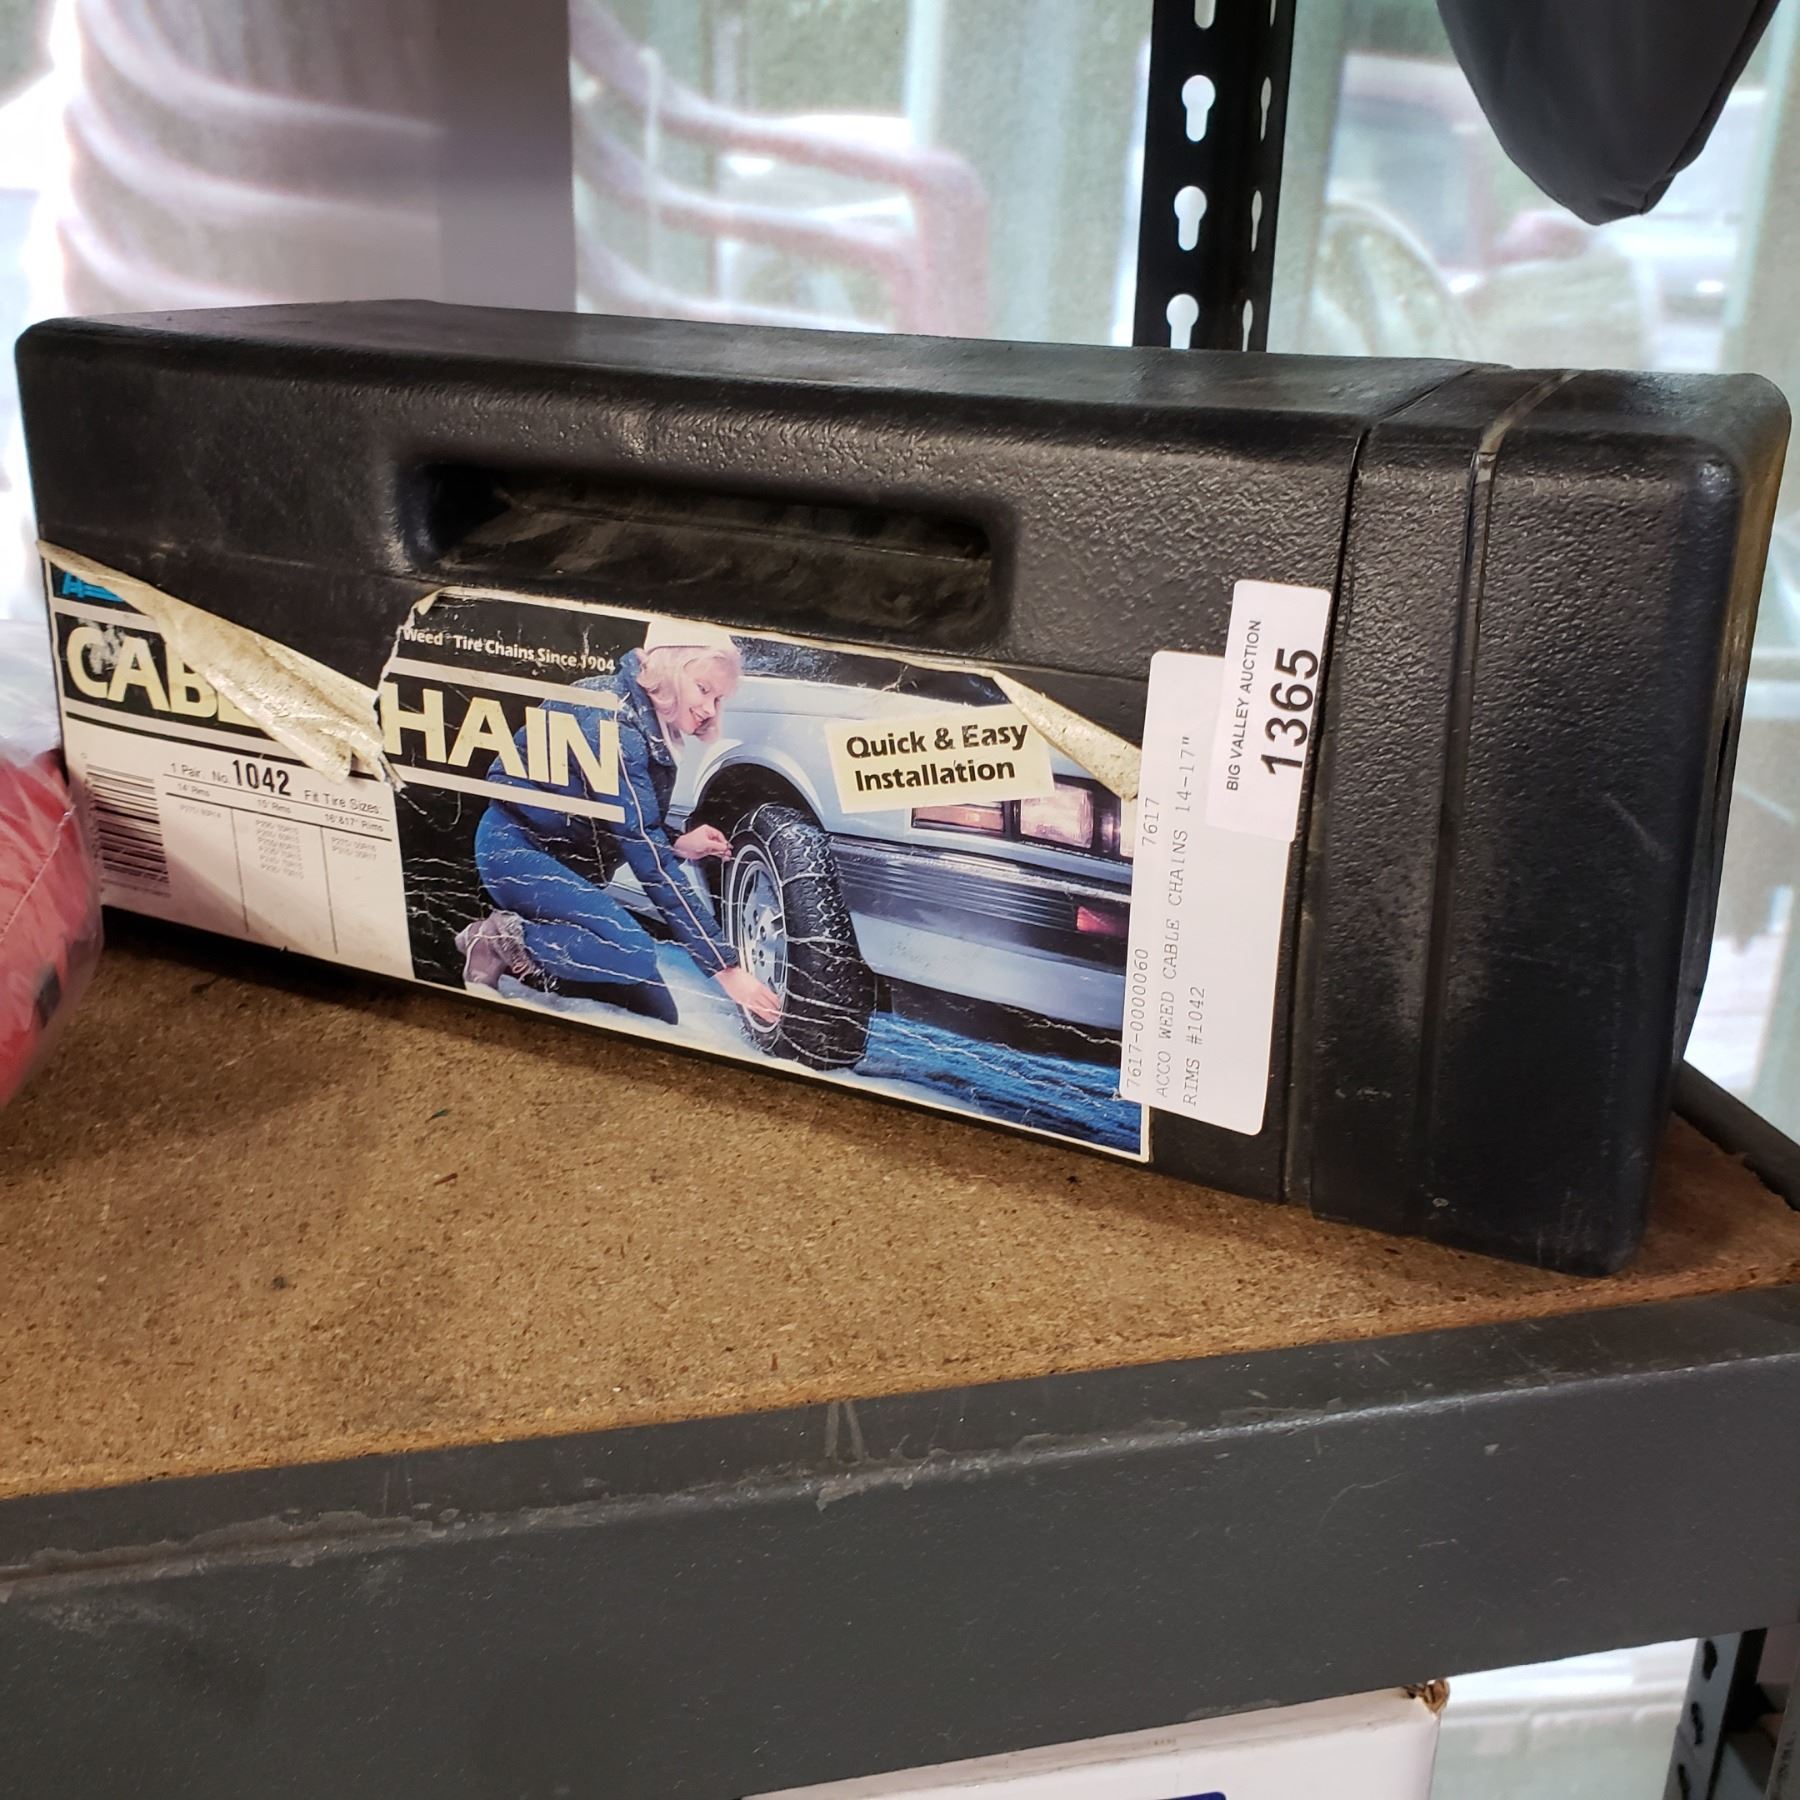 Weed Tire Chains Since 1904
CAB HAIN
1 Pair. No. 1042 Fit Tire Sizes:
14" Rims 15" Rims 16"&17" Rims
Quick & Easy
Installation
7617-0000060 7617
ACCO WEED CABLE CHAINS 14-17"
RIMS #1042
BIG VALLEY AUCTION
1365